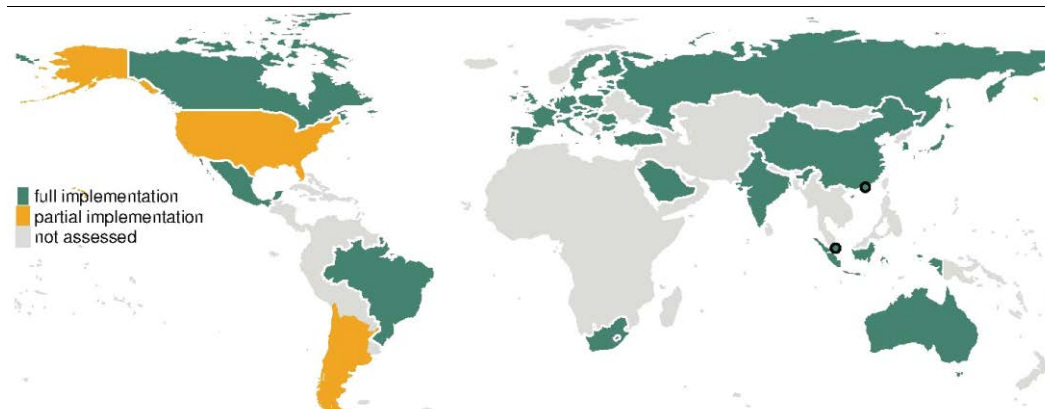 full implementation
partial implementation
not assessed